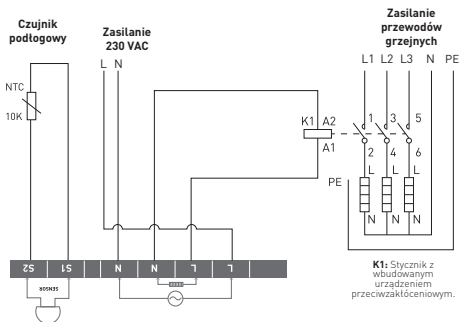 Czujnik
podłogowy
Zasilanie
230 VAC
Zasilanie
przewodów
grzejnych
L N
L1 L2 L3 N PE
NTC
10K
K1 A2
A1
1 3 5
2 4 6
L L L
PE
N N N
K1: Stycznik z
wbudowanym
urządzeniem
przeciwzakłóceniowym.
S2 S1 N N L L
SENSOR